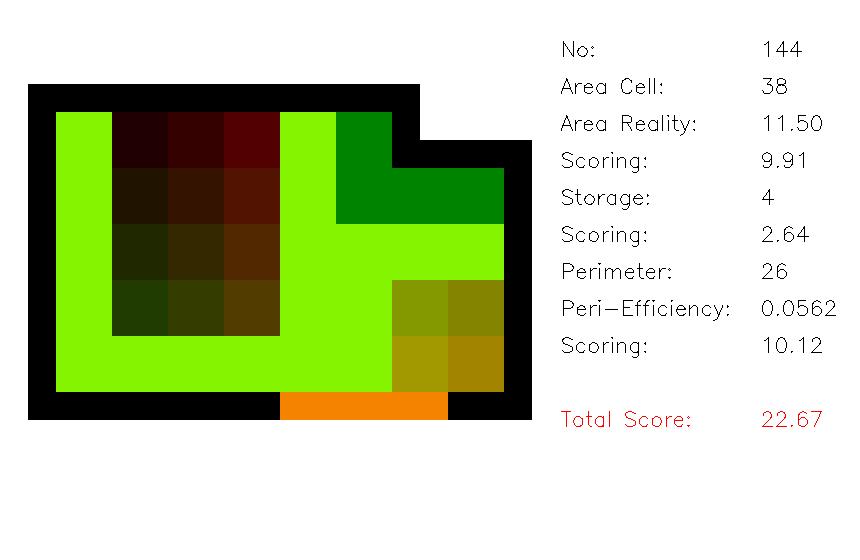 No: 144
Area Cell: 38
Area Reality: 11.50
Scoring: 9.91
Storage: 4
Scoring: 2.64
Perimeter: 26
Peri-Efficiency: 0.0562
Scoring: 10.12
Total Score: 22.67